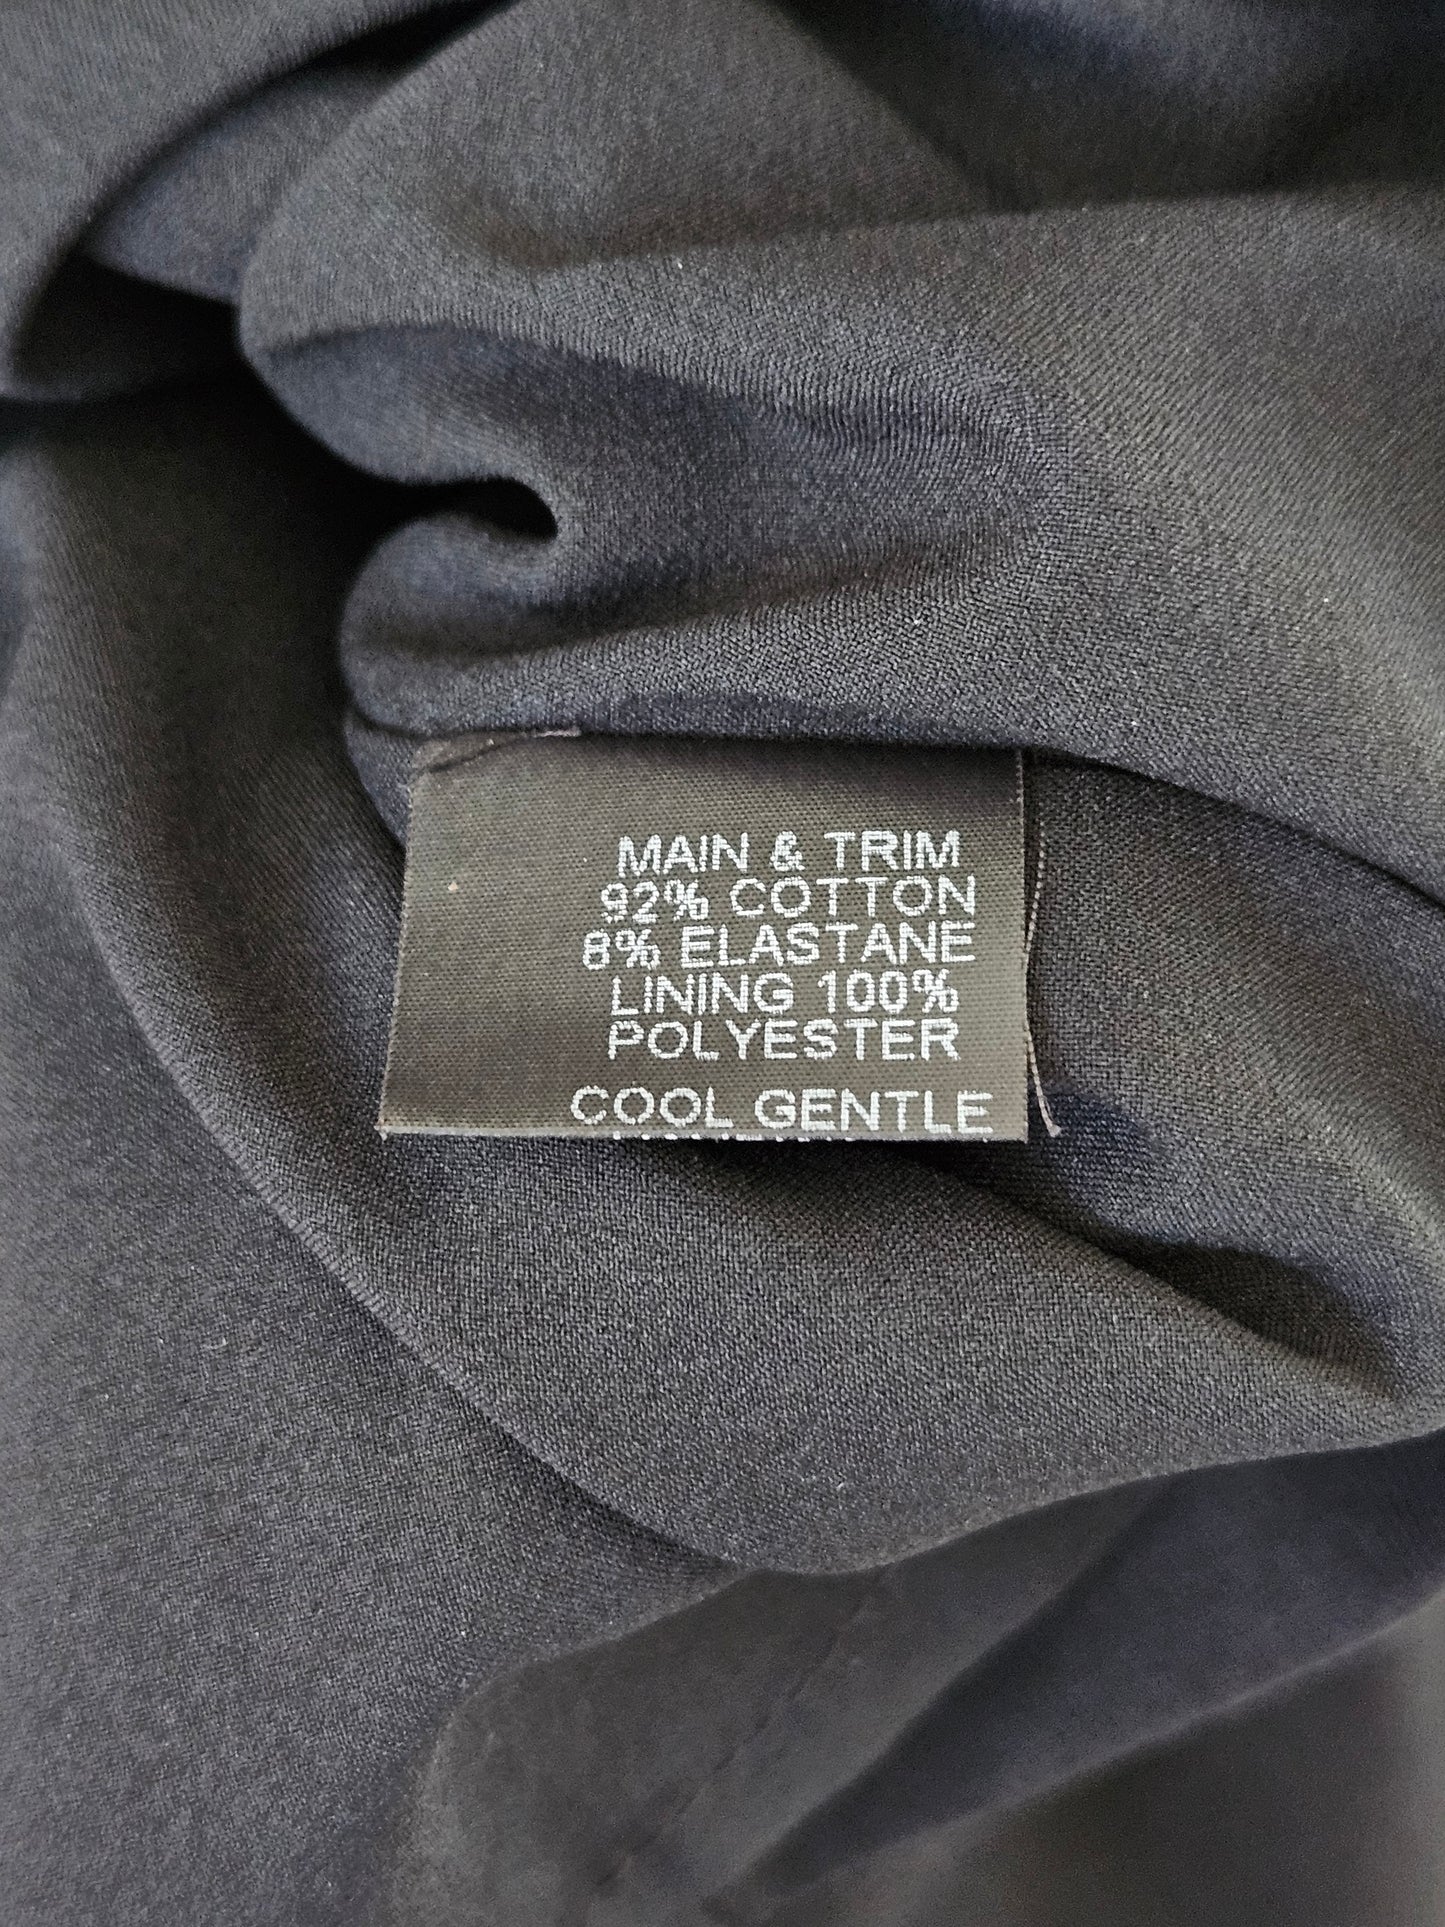 MAIN & TRIM
92% COTTON
8% ELASTANE
LINING 100%
POLYESTER
COOL GENTLE